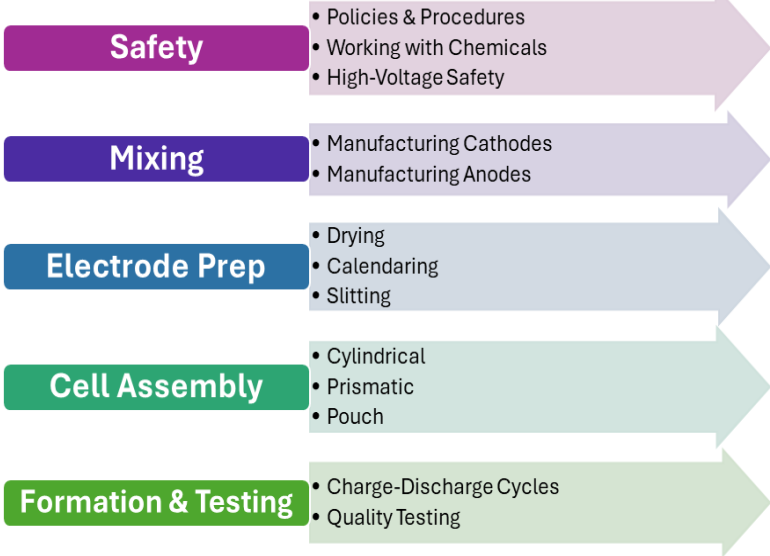 Safety
• Policies & Procedures
• Working with Chemicals
• High-Voltage Safety
Mixing
• Manufacturing Cathodes
• Manufacturing Anodes
Electrode Prep
• Drying
• Calendaring
• Slitting
Cell Assembly
• Cylindrical
• Prismatic
• Pouch
Formation & Testing
• Charge-Discharge Cycles
• Quality Testing